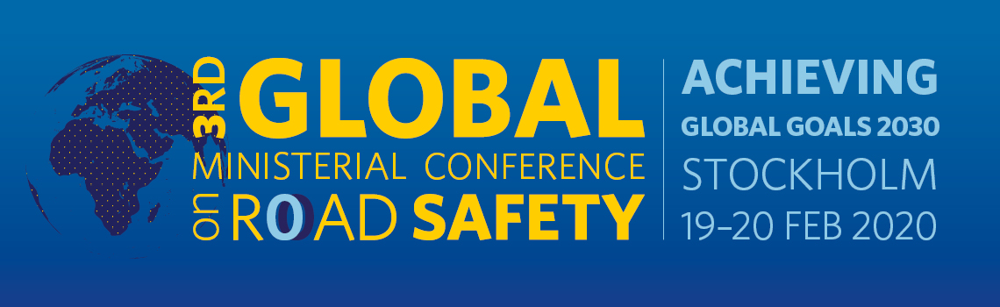 3RD GLOBAL
MINISTERIAL CONFERENCE
on ROAD SAFETY
ACHIEVING
GLOBAL GOALS 2030
STOCKHOLM
19–20 FEB 2020